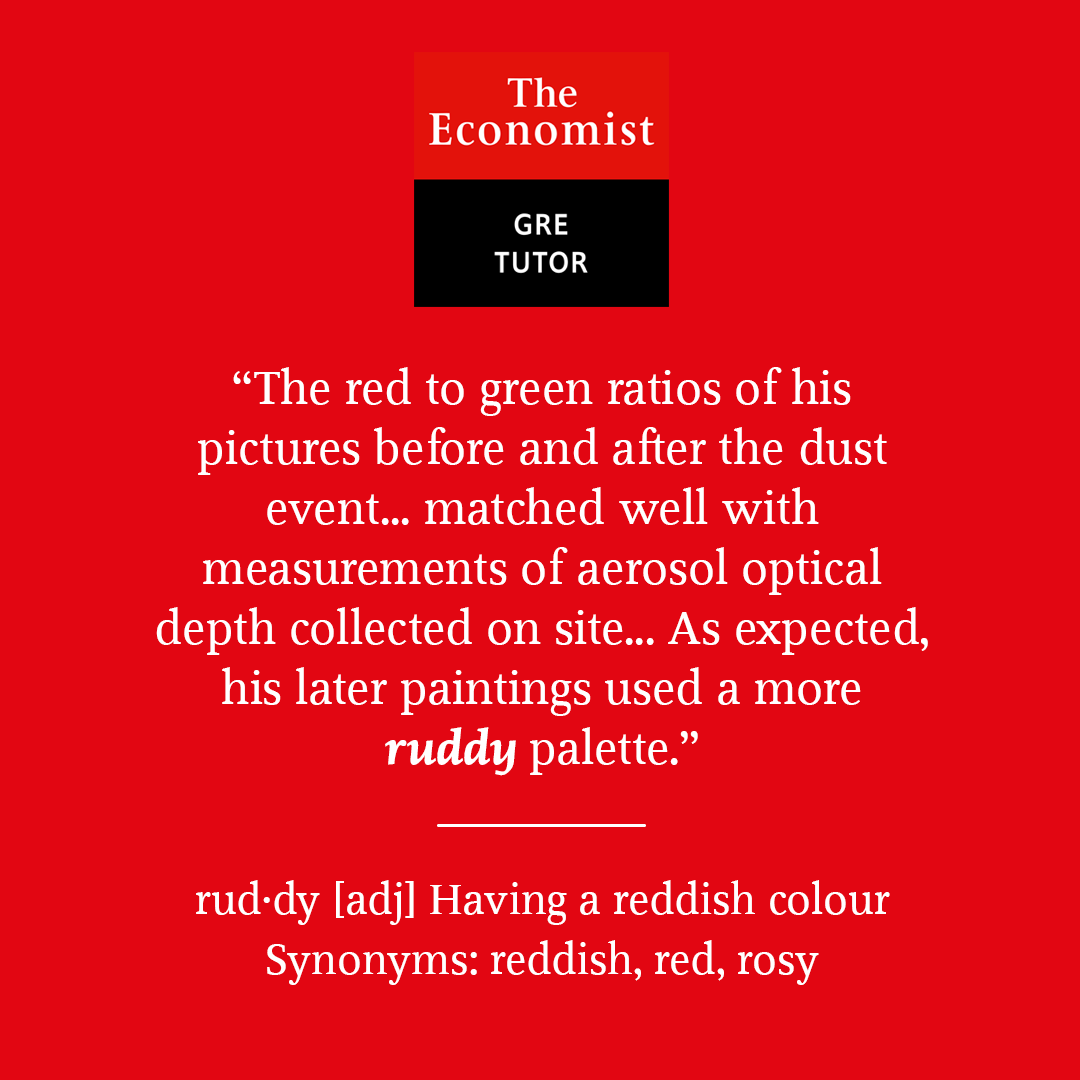 The
Economist
GRE
TUTOR
“The red to green ratios of his
pictures before and after the dust
event... matched well with
measurements of aerosol optical
depth collected on site... As expected,
his later paintings used a more
ruddy palette.”
rud·dy [adj] Having a reddish colour
Synonyms: reddish, red, rosy